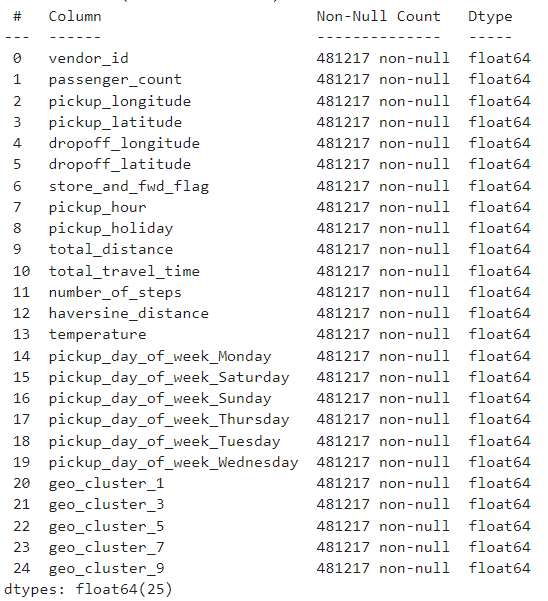 #   Column                        Non-Null Count   Dtype
---  ------                        --------------   -----
0   vendor_id                     481217 non-null  float64
1   passenger_count               481217 non-null  float64
2   pickup_longitude              481217 non-null  float64
3   pickup_latitude               481217 non-null  float64
4   dropoff_longitude             481217 non-null  float64
5   dropoff_latitude              481217 non-null  float64
6   store_and_fwd_flag            481217 non-null  float64
7   pickup_hour                   481217 non-null  float64
8   pickup_holiday                481217 non-null  float64
9   total_distance                481217 non-null  float64
10  total_travel_time             481217 non-null  float64
11  number_of_steps               481217 non-null  float64
12  haversine_distance            481217 non-null  float64
13  temperature                   481217 non-null  float64
14  pickup_day_of_week_Monday     481217 non-null  float64
15  pickup_day_of_week_Saturday   481217 non-null  float64
16  pickup_day_of_week_Sunday     481217 non-null  float64
17  pickup_day_of_week_Thursday   481217 non-null  float64
18  pickup_day_of_week_Tuesday    481217 non-null  float64
19  pickup_day_of_week_Wednesday  481217 non-null  float64
20  geo_cluster_1                 481217 non-null  float64
21  geo_cluster_3                 481217 non-null  float64
22  geo_cluster_5                 481217 non-null  float64
23  geo_cluster_7                 481217 non-null  float64
24  geo_cluster_9                 481217 non-null  float64
dtypes: float64(25)